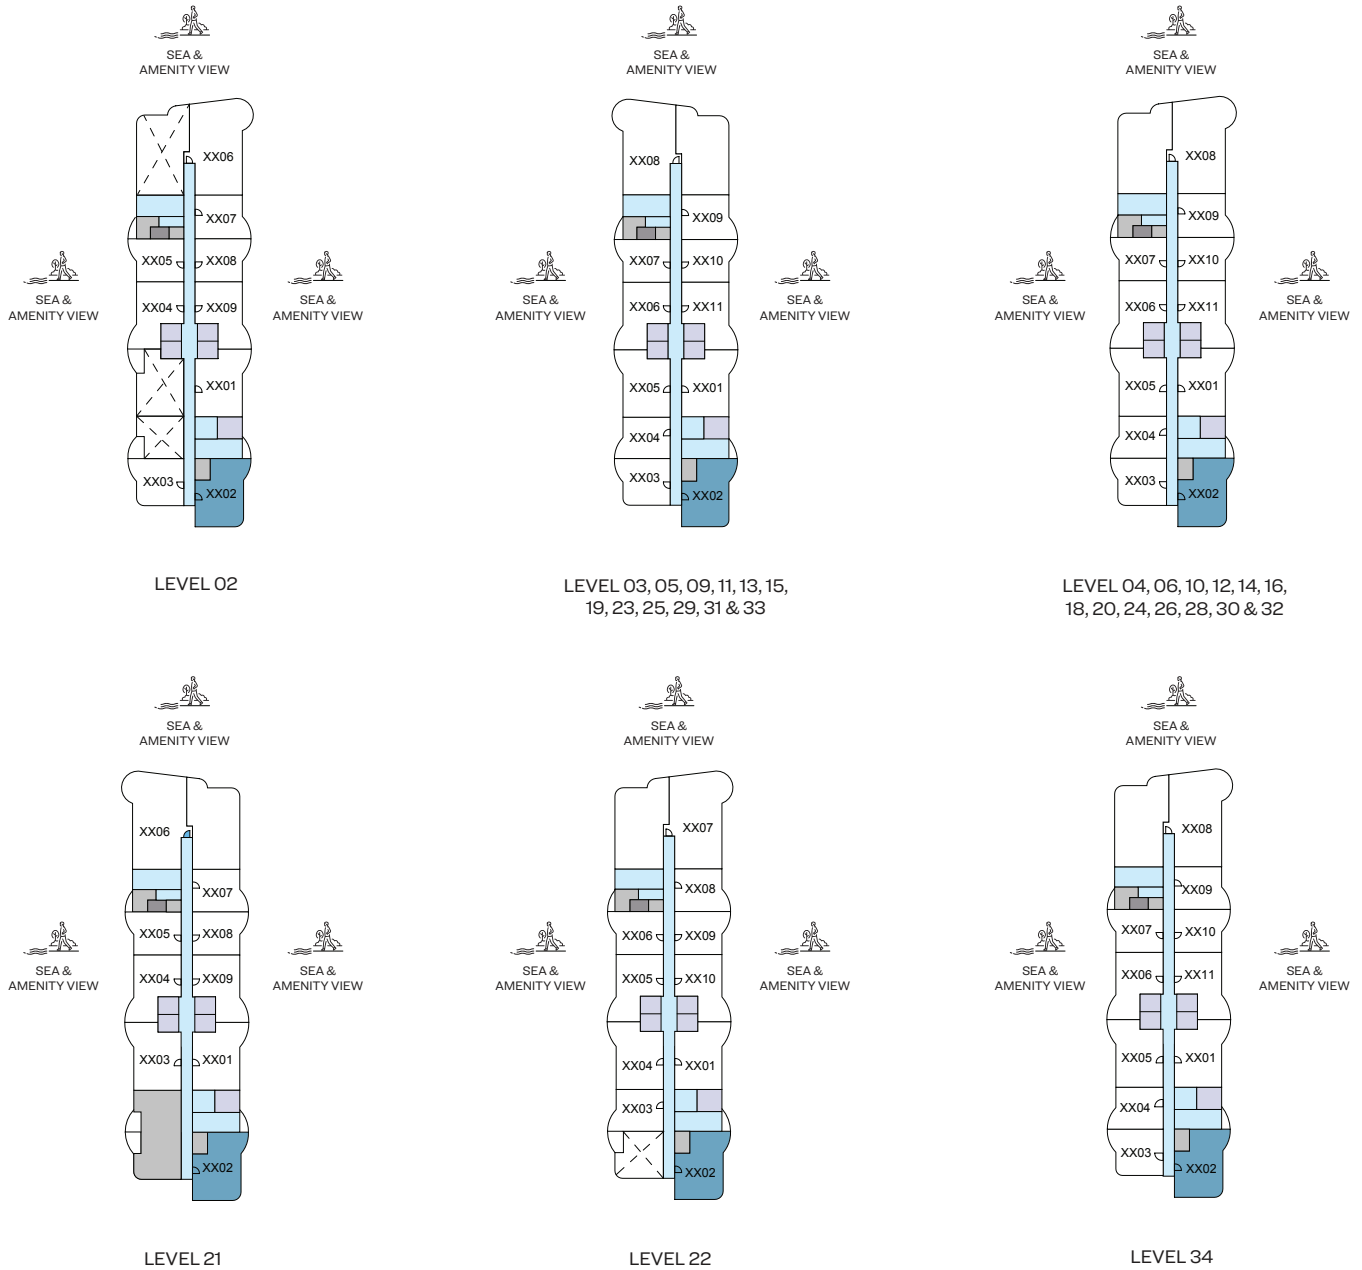 SEA &
AMENITY VIEW
SEA &
AMENITY VIEW
SEA &
AMENITY VIEW
XX06
XX07
XX05
XX08
SEA &
AMENITY VIEW
SEA &
AMENITY VIEW
XX04
XX09
XX01
XX03
XX02
LEVEL 02
XX08
XX09
XX07
XX10
SEA &
AMENITY VIEW
SEA &
AMENITY VIEW
XX06
XX11
XX05
XX01
XX04
XX03
XX02
LEVEL 03, 05, 09, 11, 13, 15,
19, 23, 25, 29, 31 & 33
XX08
XX09
XX07
XX10
SEA &
AMENITY VIEW
SEA &
AMENITY VIEW
XX06
XX11
XX05
XX01
XX04
XX03
XX02
LEVEL 04, 06, 10, 12, 14, 16,
18, 20, 24, 26, 28, 30 & 32
SEA &
AMENITY VIEW
SEA &
AMENITY VIEW
SEA &
AMENITY VIEW
XX06
XX07
XX05
XX08
SEA &
AMENITY VIEW
SEA &
AMENITY VIEW
XX04
XX09
XX03
XX01
XX02
LEVEL 21
XX07
XX08
XX06
XX09
SEA &
AMENITY VIEW
SEA &
AMENITY VIEW
XX05
XX10
XX04
XX01
XX03
XX02
LEVEL 22
XX08
XX09
XX07
XX10
SEA &
AMENITY VIEW
SEA &
AMENITY VIEW
XX06
XX11
XX05
XX01
XX04
XX03
XX02
LEVEL 34